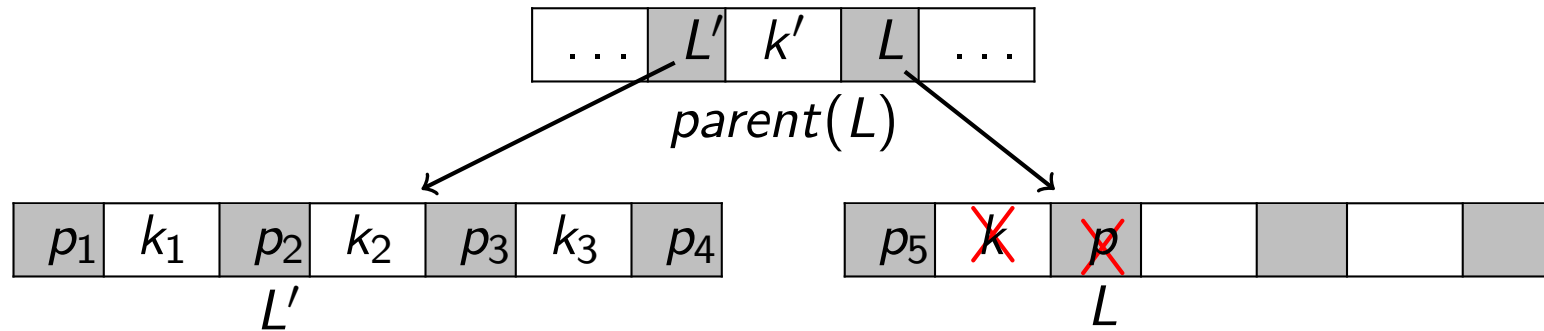 ... L′ k′ L ...
parent(L)
p₁ k₁ p₂ k₂ p₃ k₃ p₄ p₅ k p
L′ L